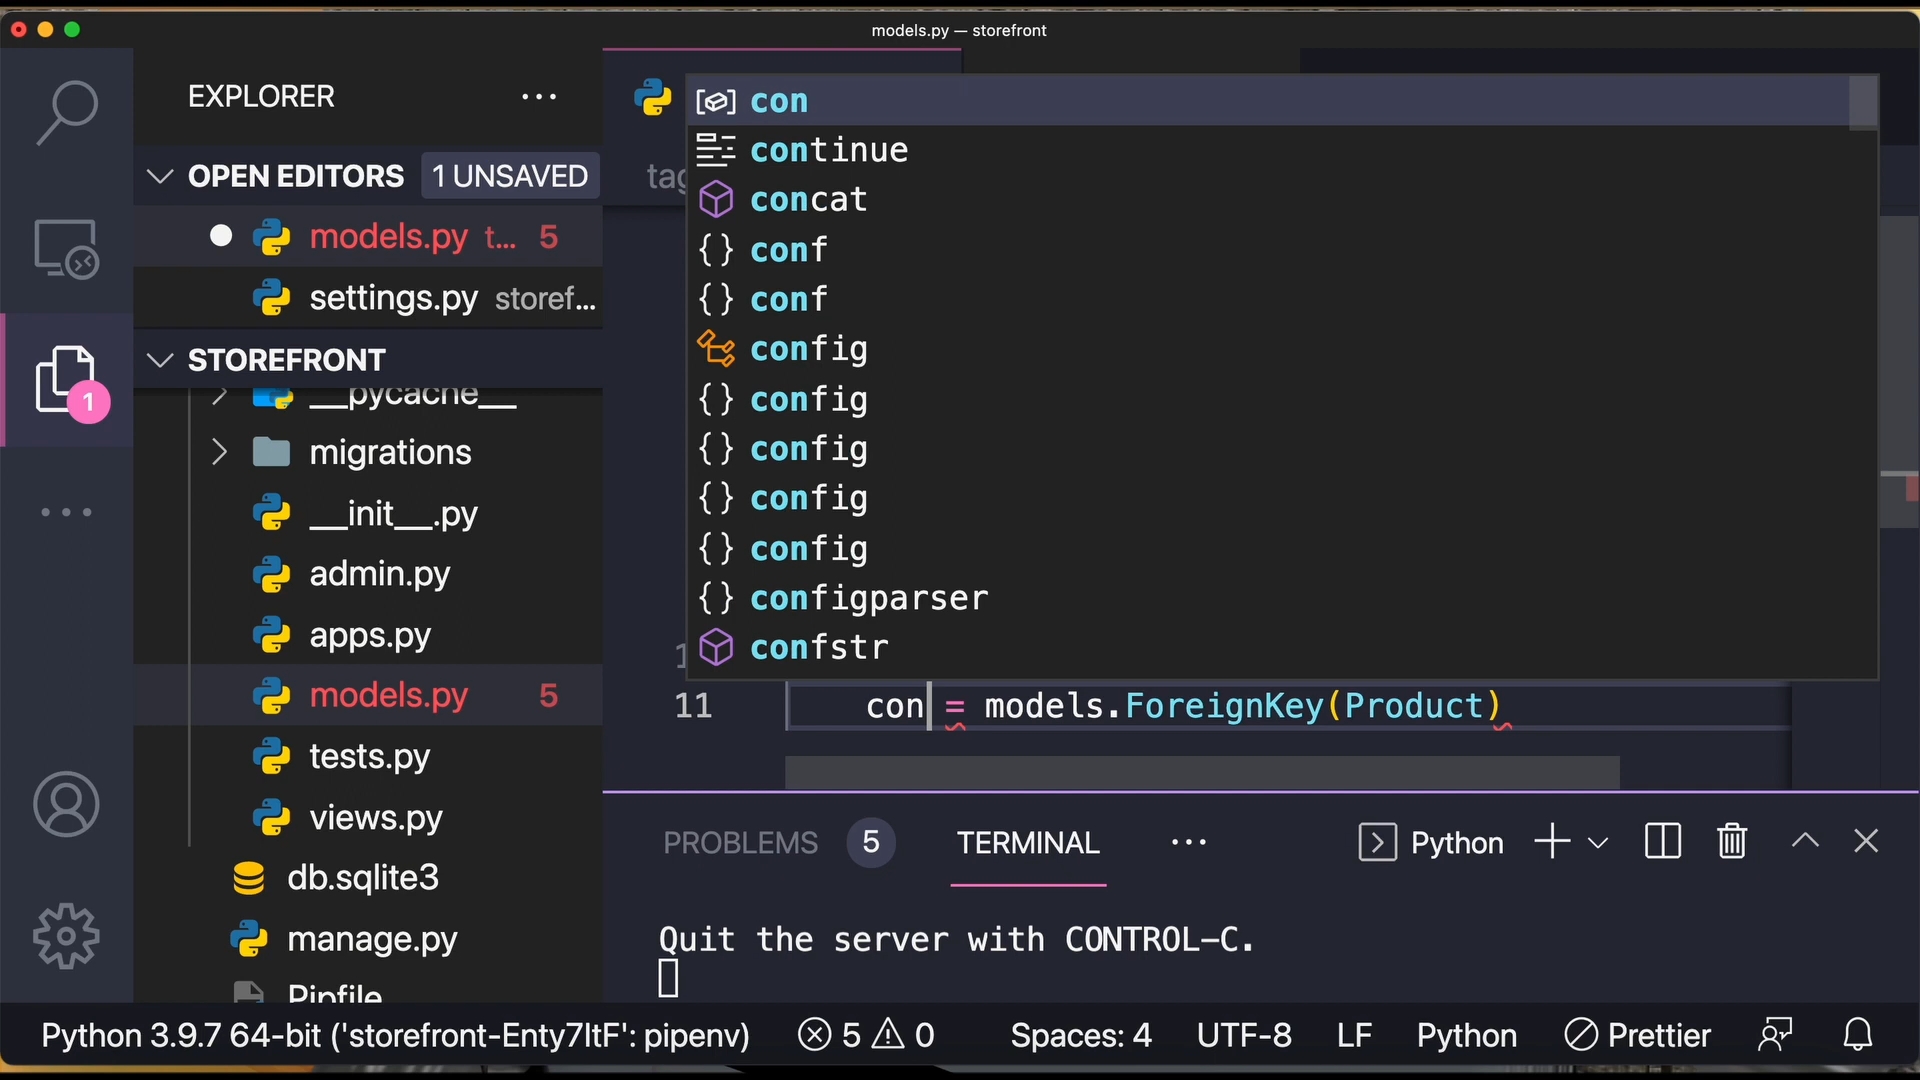 models.py — storefront
EXPLORER
OPEN EDITORS 1 UNSAVED
models.py t... 5
settings.py storef...
STOREFRONT
__pycache__
migrations
__init__.py
admin.py
apps.py
models.py 5
tests.py
views.py
db.sqlite3
manage.py
Pipfile
1
tag
con
continue
concat
conf
conf
config
config
config
config
config
configparser
confstr
1
11 con = models.ForeignKey(Product)
PROBLEMS 5 TERMINAL ... Python
Quit the server with CONTROL-C.
Python 3.9.7 64-bit ('storefront-Enty7ltF': pipenv) 5 0 Spaces: 4 UTF-8 LF Python Prettier